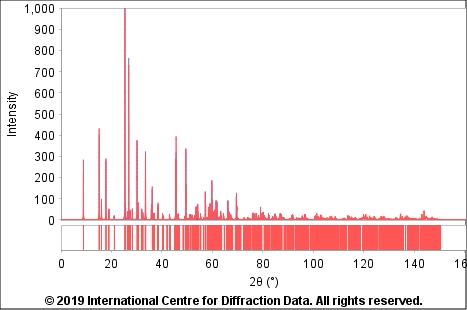 1,000
900
800
700
600
500
400
300
200
100
0
Intensity
0 20 40 60 80 100 120 140 16
2θ (°)
© 2019 International Centre for Diffraction Data. All rights reserved.